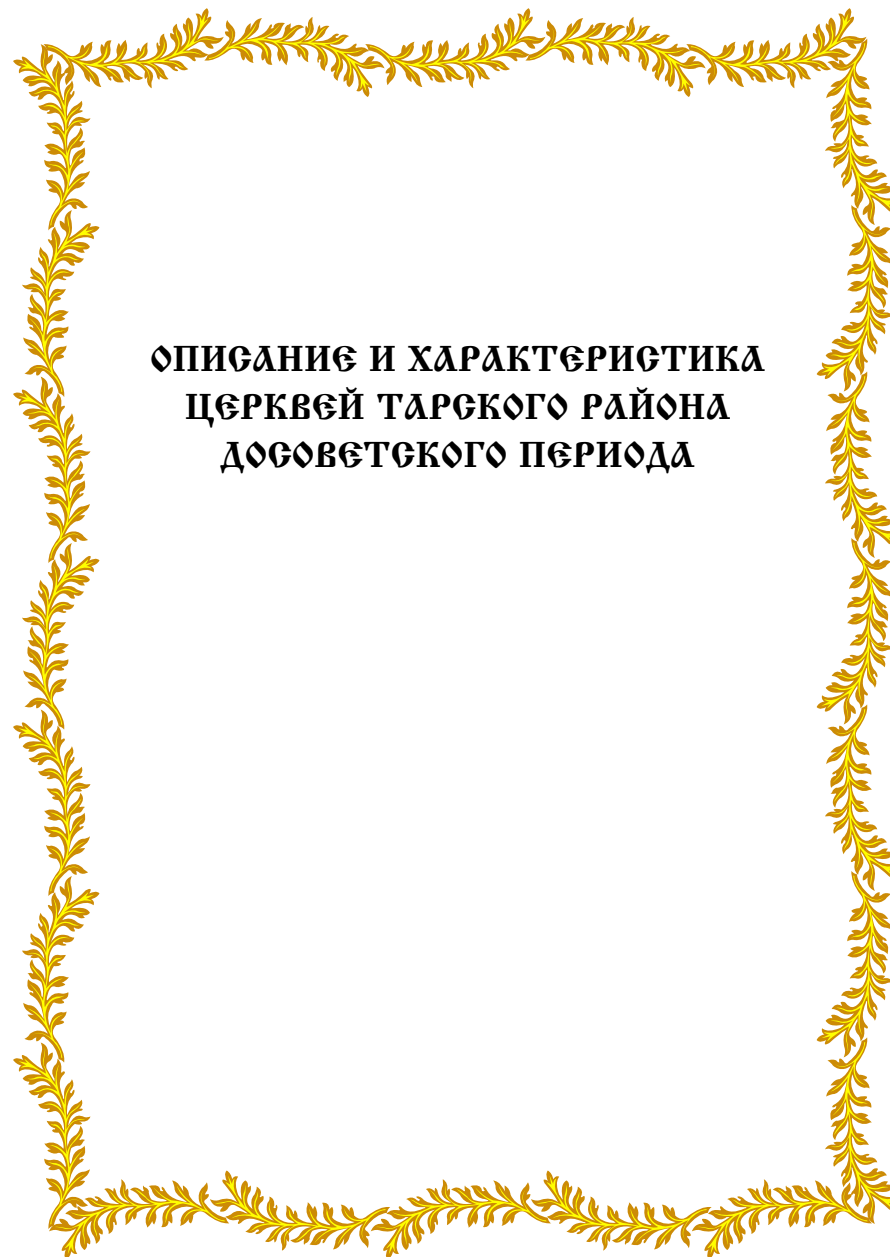 ОПИСАНИЕ И ХАРАКТЕРИСТИКА
ЦЕРКВЕЙ ТАРСКОГО РАЙОНА
ДОСОВЕТСКОГО ПЕРИОДА